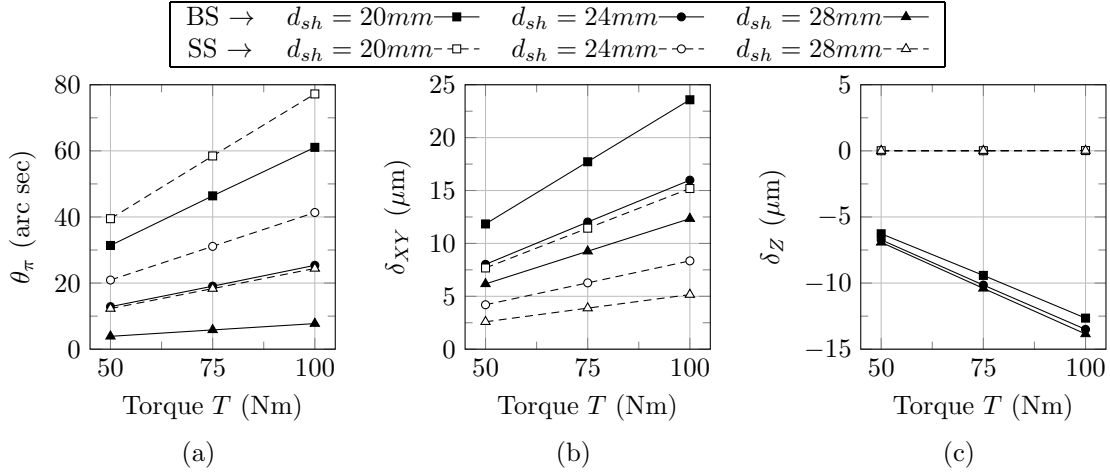 BS → d_sh = 20mm d_sh = 24mm d_sh = 28mm
SS → d_sh = 20mm d_sh = 24mm d_sh = 28mm
80
60
40
20
0
50 75 100
θ_π (arc sec)
Torque T (Nm)
(a)
25
20
15
10
5
0
50 75 100
δ_XY (μm)
Torque T (Nm)
(b)
5
0
−5
−10
−15
50 75 100
δ_Z (μm)
Torque T (Nm)
(c)